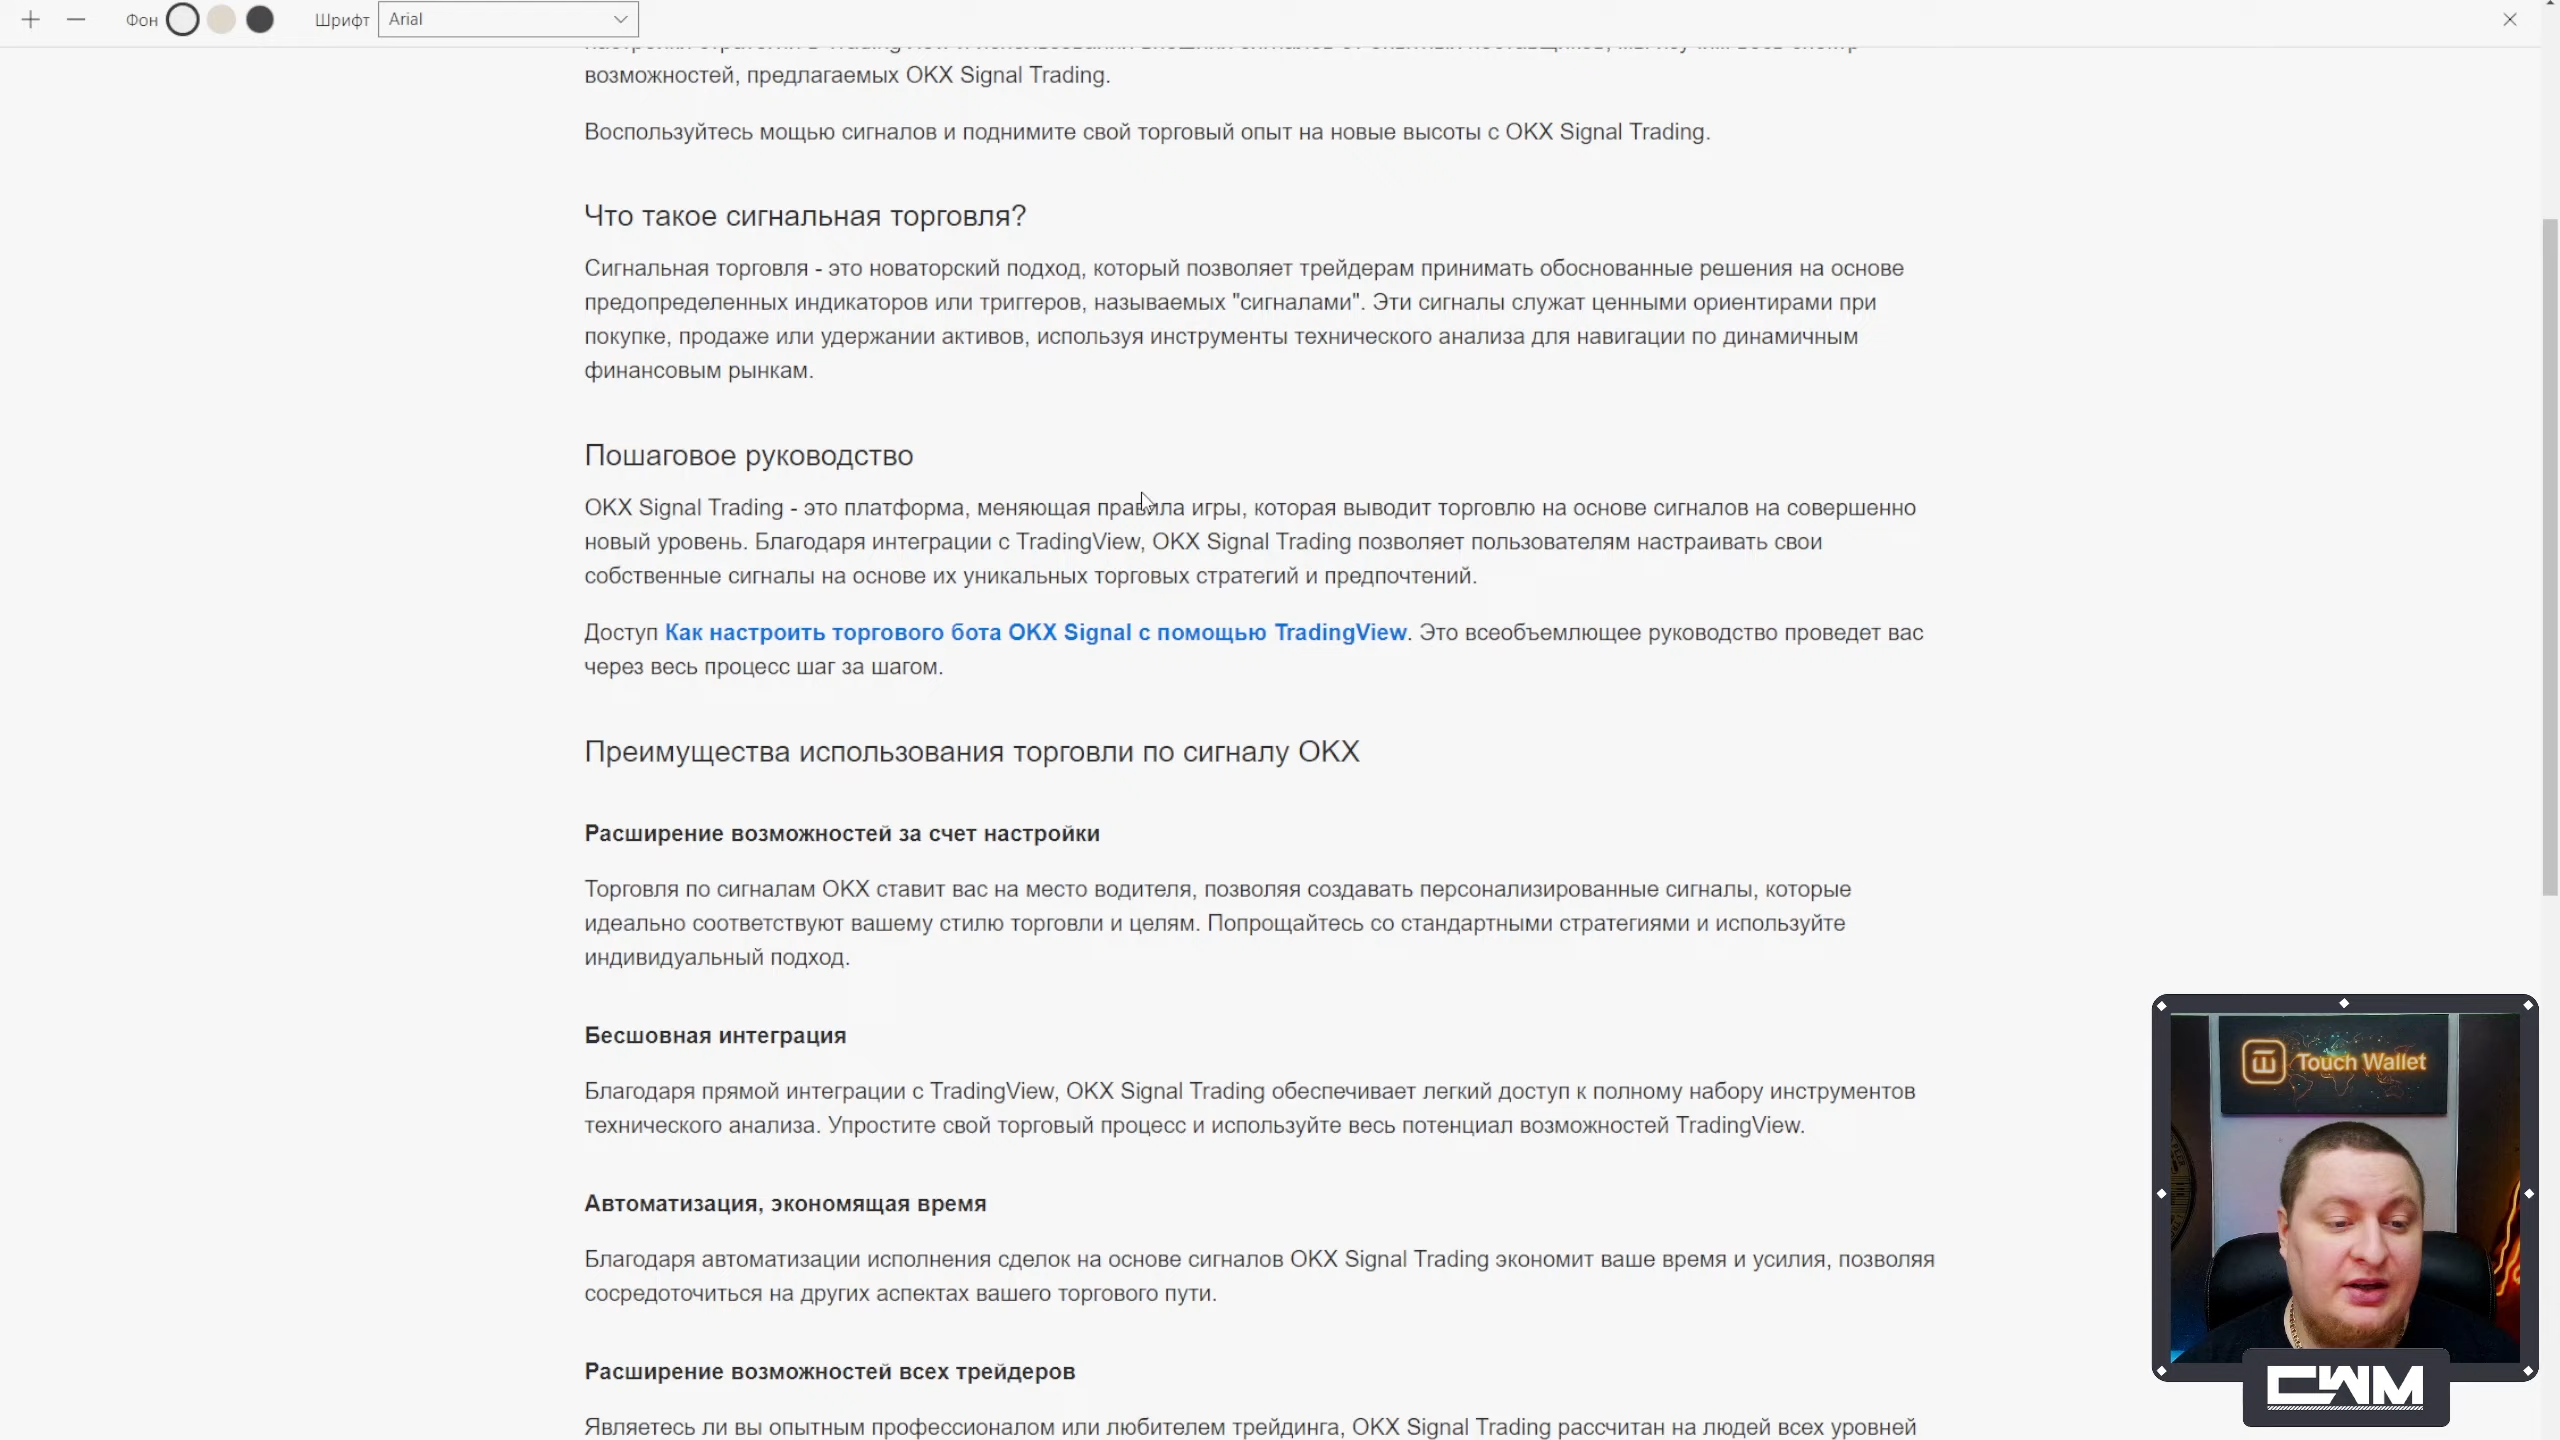 Фон
Шрифт
Arial
возможностей, предлагаемых OKX Signal Trading.
Воспользуйтесь мощью сигналов и поднимите свой торговый опыт на новые высоты с OKX Signal Trading.
Что такое сигнальная торговля?
Сигнальная торговля - это новаторский подход, который позволяет трейдерам принимать обоснованные решения на основе
предопределенных индикаторов или триггеров, называемых "сигналами". Эти сигналы служат ценными ориентирами при
покупке, продаже или удержании активов, используя инструменты технического анализа для навигации по динамичным
финансовым рынкам.
Пошаговое руководство
OKX Signal Trading - это платформа, меняющая правила игры, которая выводит торговлю на основе сигналов на совершенно
новый уровень. Благодаря интеграции с TradingView, OKX Signal Trading позволяет пользователям настраивать свои
собственные сигналы на основе их уникальных торговых стратегий и предпочтений.
Доступ Как настроить торгового бота OKX Signal с помощью TradingView. Это всеобъемлющее руководство проведет вас
через весь процесс шаг за шагом.
Преимущества использования торговли по сигналу OKX
Расширение возможностей за счет настройки
Торговля по сигналам OKX ставит вас на место водителя, позволяя создавать персонализированные сигналы, которые
идеально соответствуют вашему стилю торговли и целям. Попрощайтесь со стандартными стратегиями и используйте
индивидуальный подход.
Бесшовная интеграция
Благодаря прямой интеграции с TradingView, OKX Signal Trading обеспечивает легкий доступ к полному набору инструментов
технического анализа. Упростите свой торговый процесс и используйте весь потенциал возможностей TradingView.
Автоматизация, экономящая время
Благодаря автоматизации исполнения сделок на основе сигналов OKX Signal Trading экономит ваше время и усилия, позволяя
сосредоточиться на других аспектах вашего торгового пути.
Расширение возможностей всех трейдеров
Являетесь ли вы опытным профессионалом или любителем трейдинга, OKX Signal Trading рассчитан на людей всех уровней
Touch Wallet
CWM